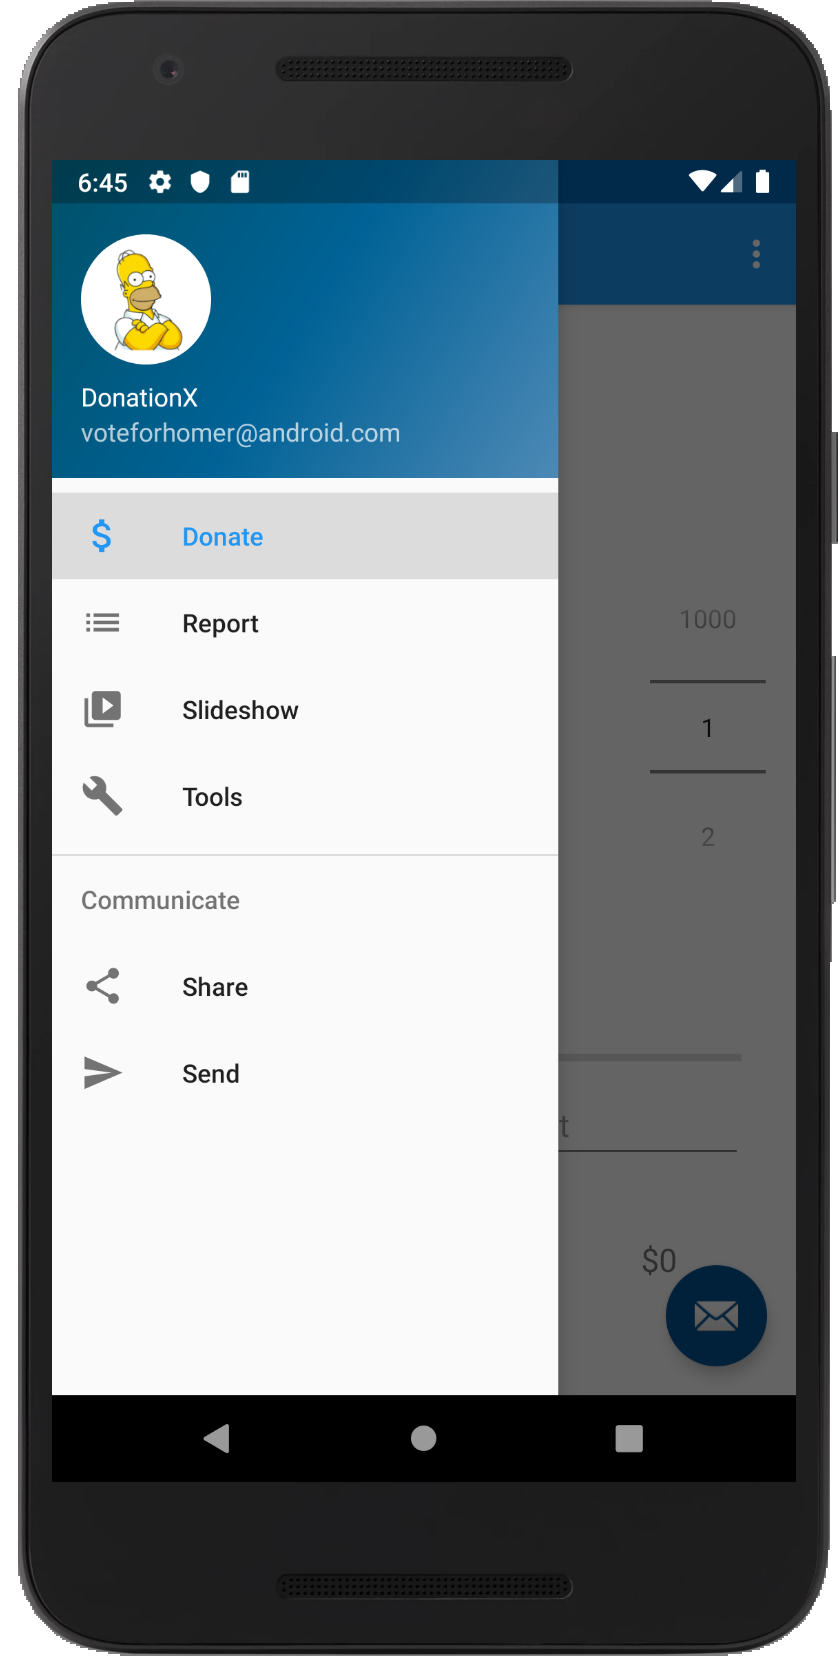 6:45
DonationX
voteforhomer@android.com
Donate
Report
Slideshow
Tools
Communicate
Share
Send
1000
1
2
t
$0